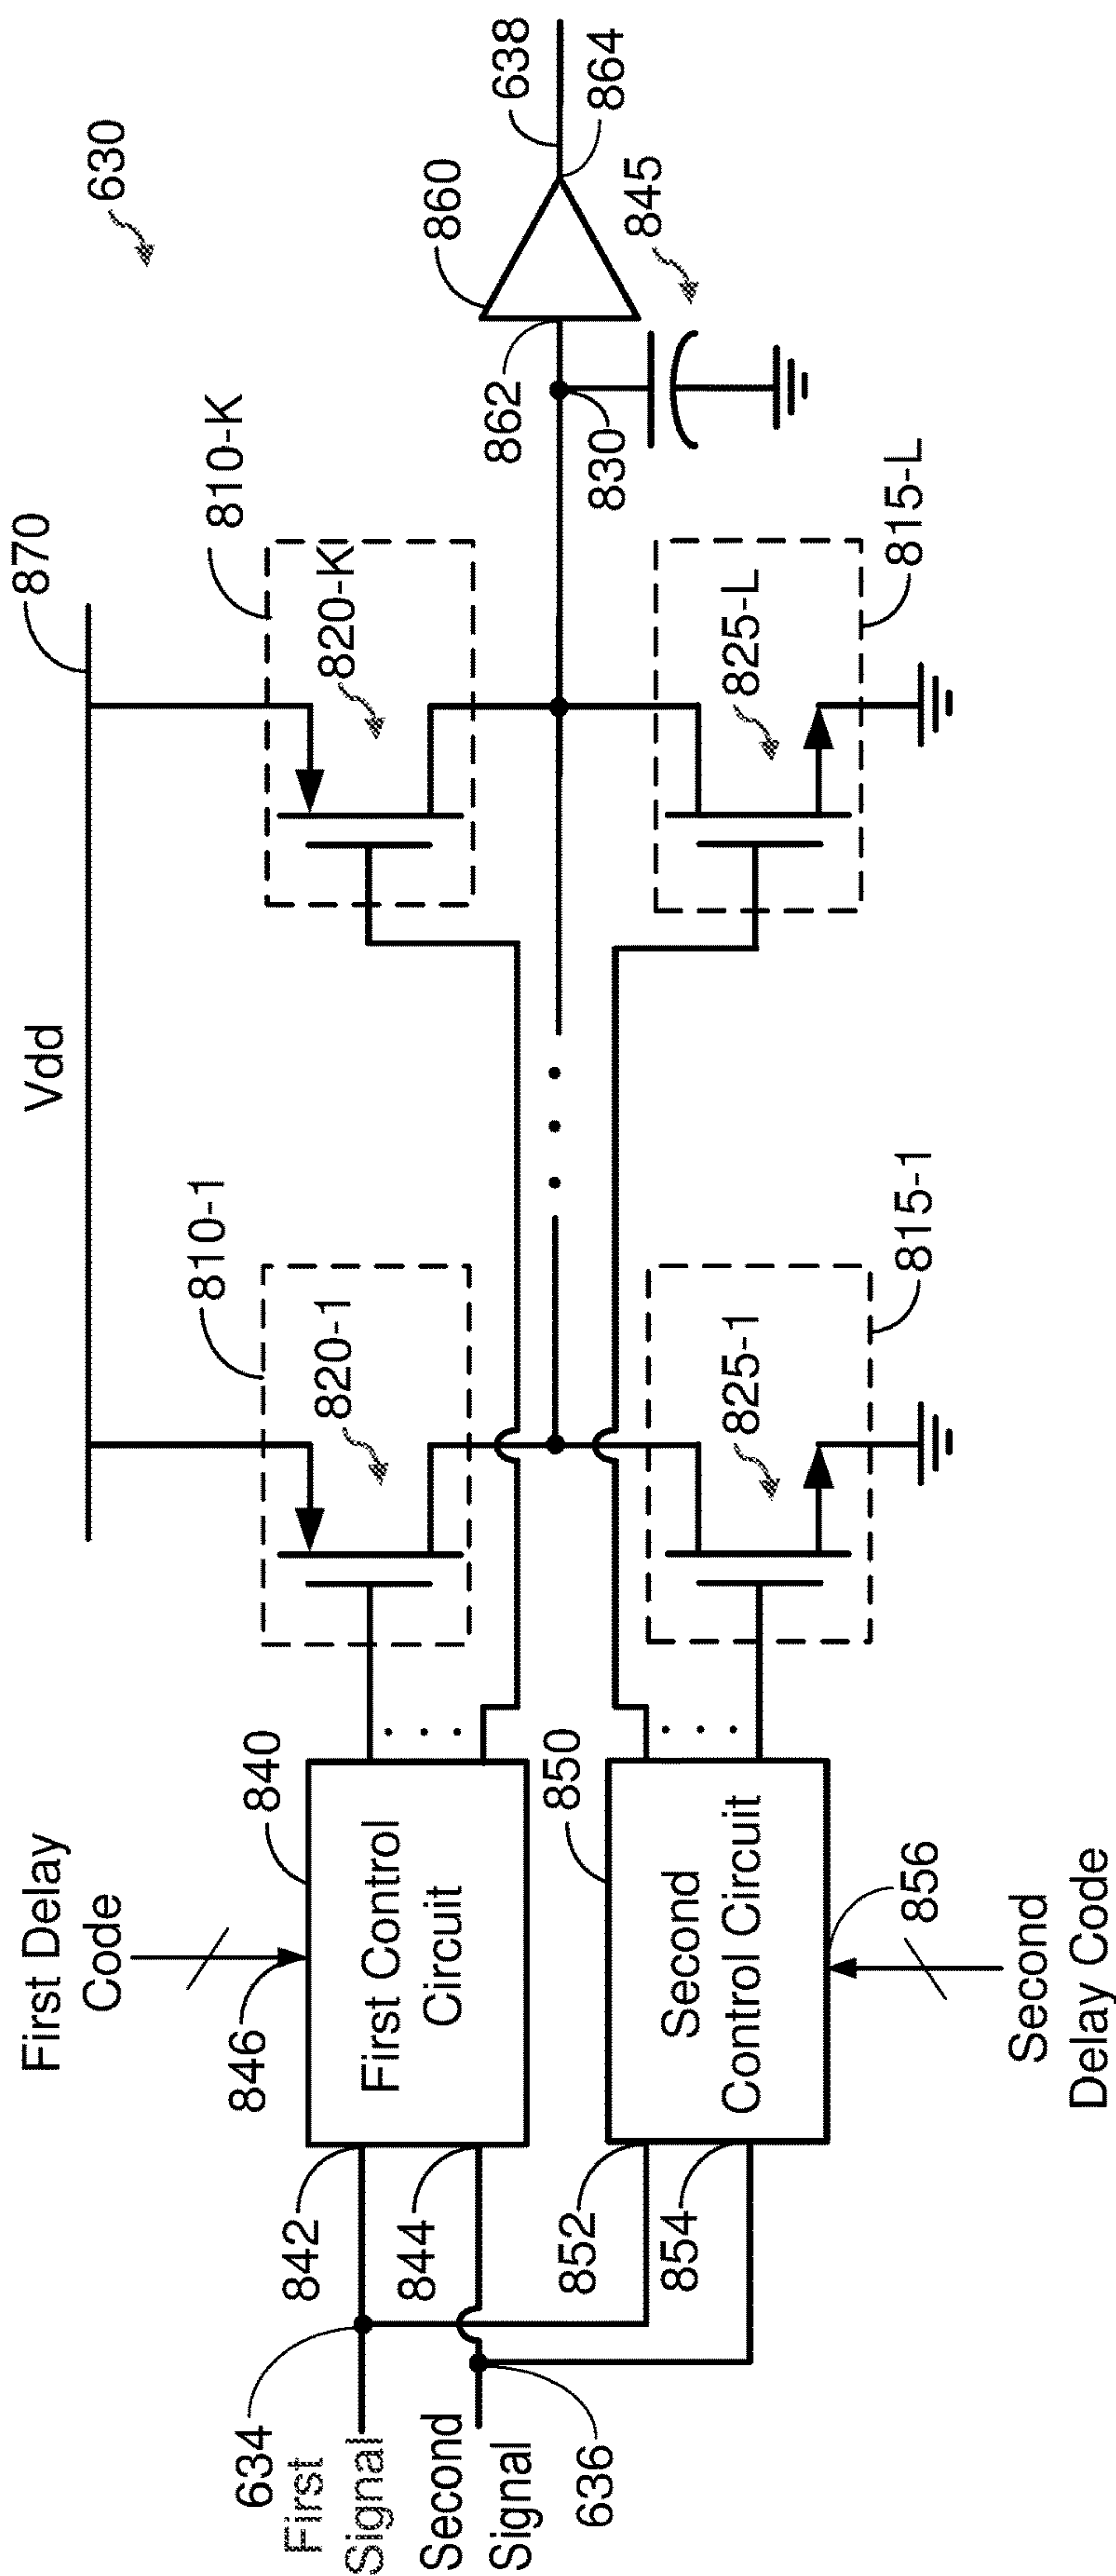 630
870
Vdd
810-1
810-K
820-1
820-K
First Delay
Code
846
840
First Control
Circuit
842
844
634
First
Signal
Second
Signal
636
852
854
850
Second
Control Circuit
856
Second
Delay Code
825-1
815-1
825-L
815-L
862
830
860
638
864
845